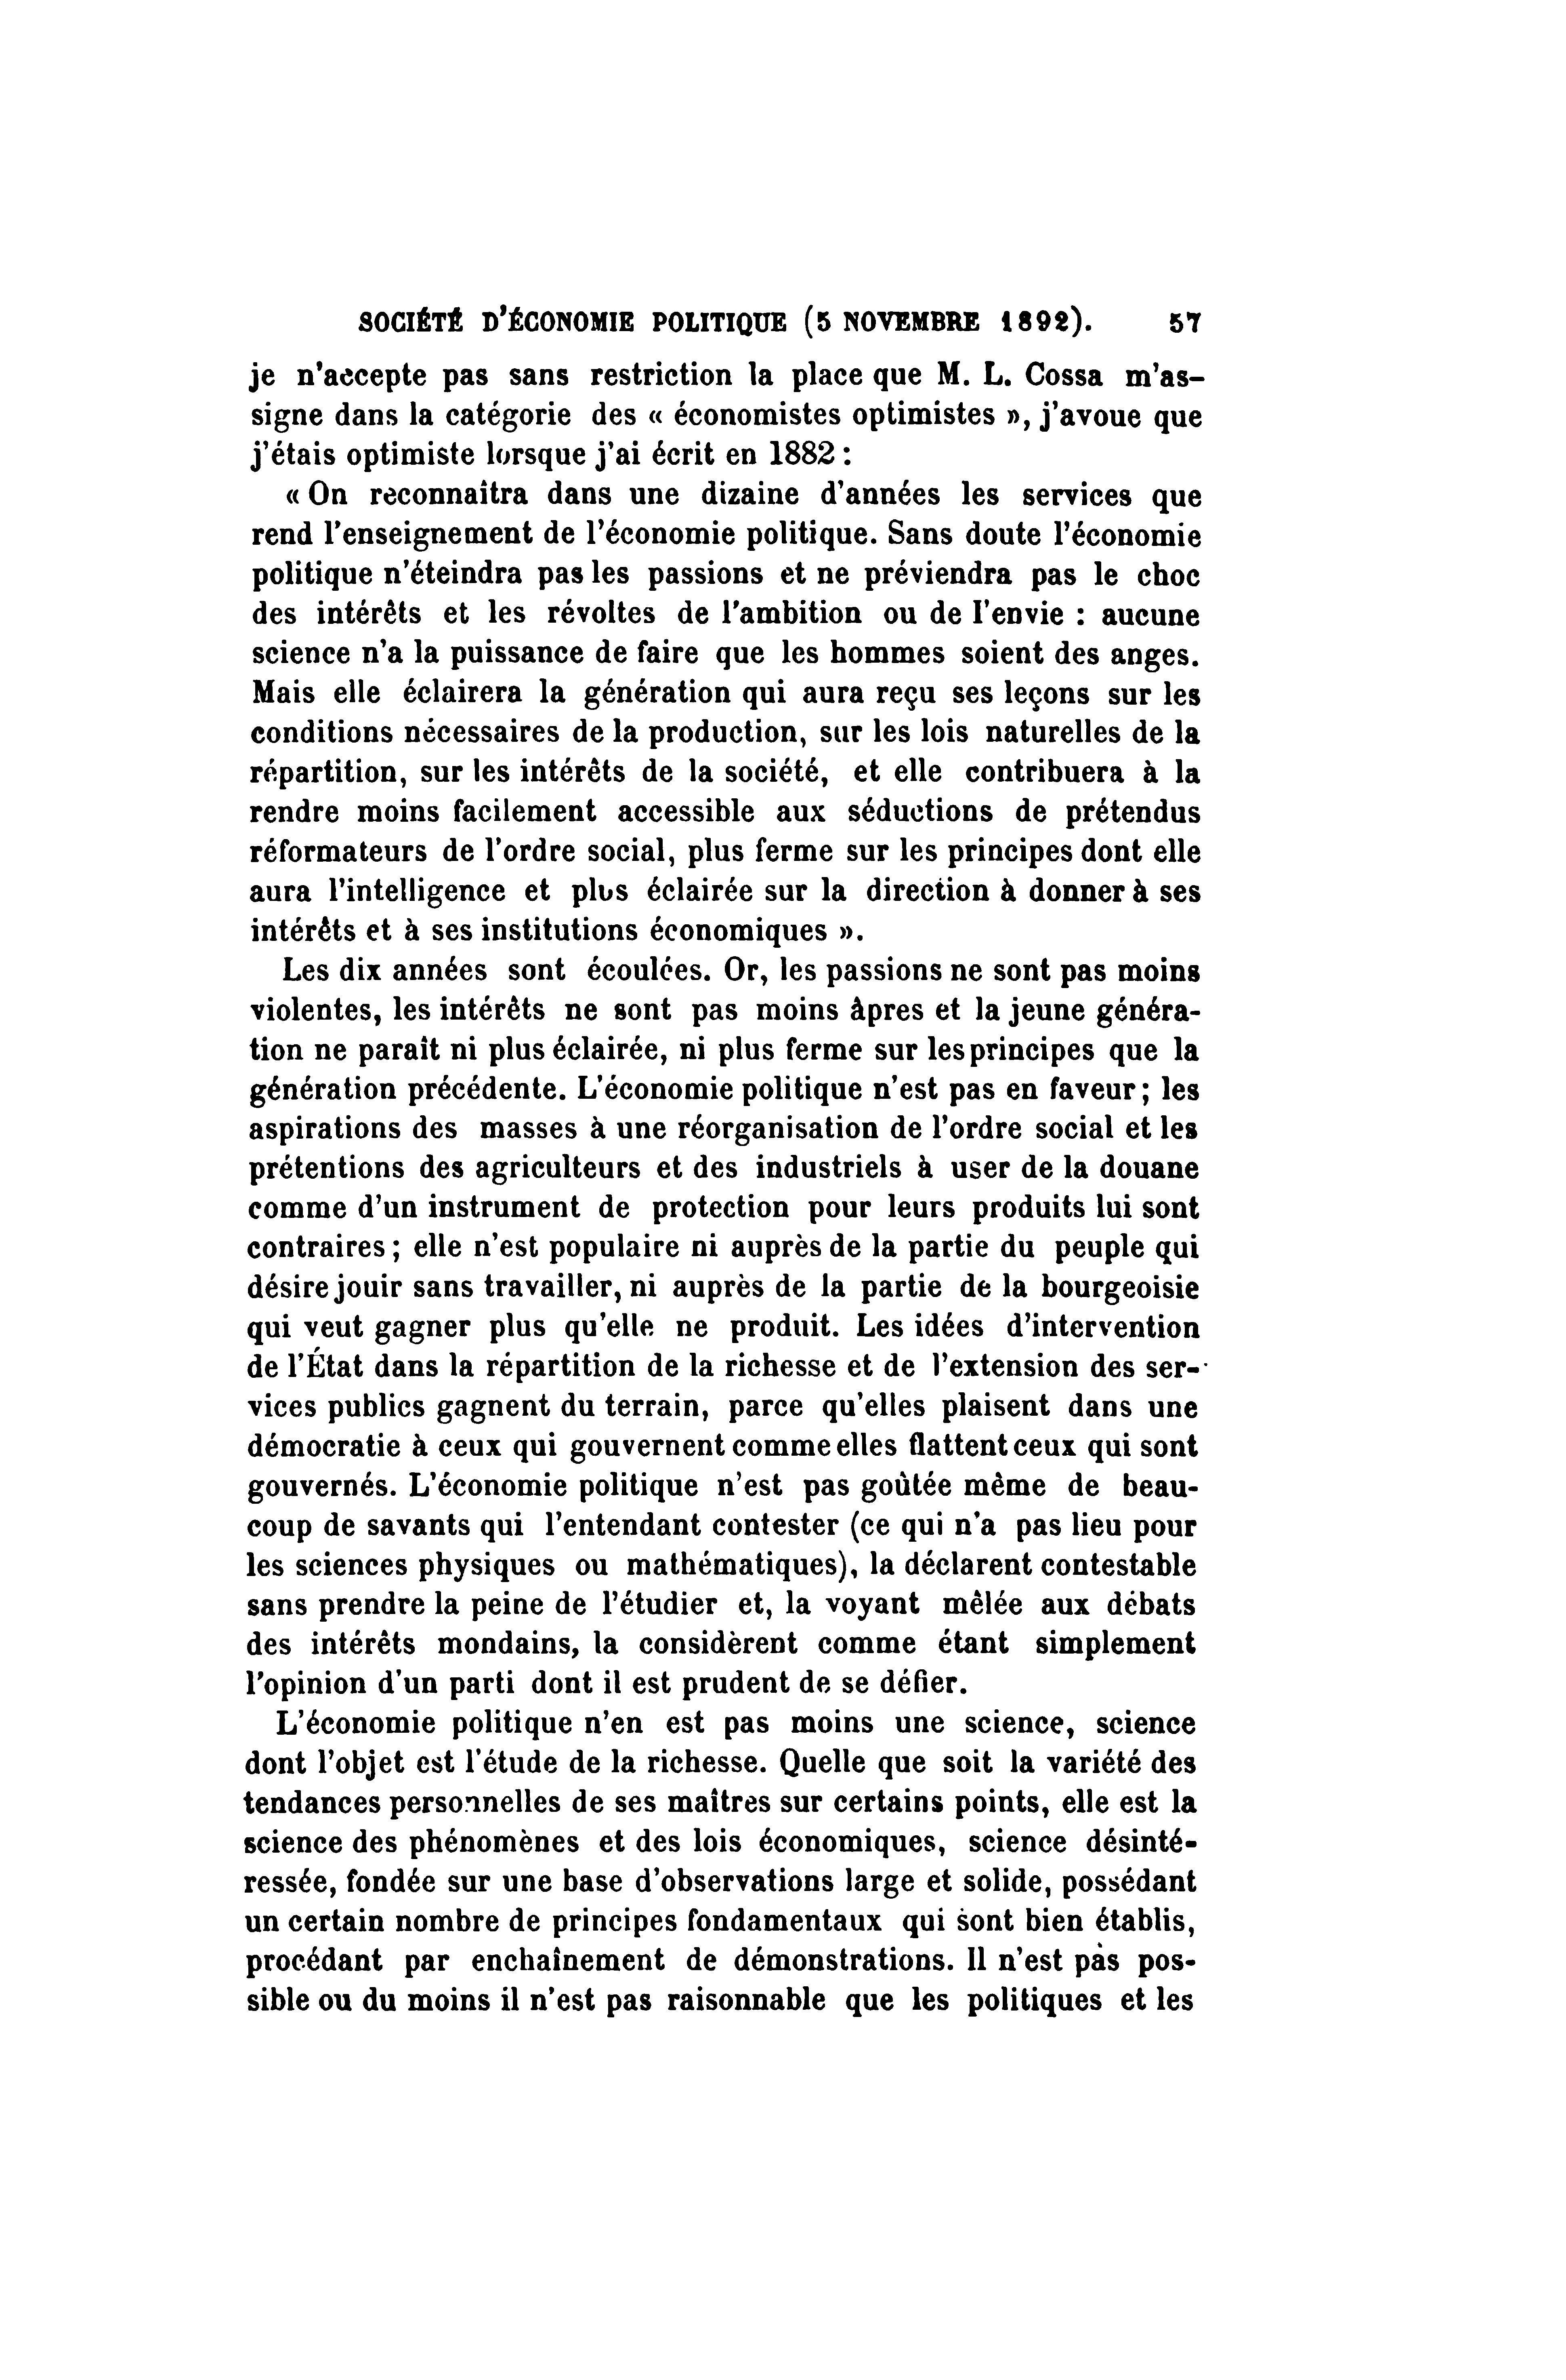 SOCIÉTÉ D'ÉCONOMIE POLITIQUE (5 NOVEMBRE 1892). 57
je n'accepte pas sans restriction la place que M. L. Cossa m'as-
signe dans la catégorie des « économistes optimistes », j'avoue que
j'étais optimiste lorsque j'ai écrit en 1882 :
« On reconnaîtra dans une dizaine d'années les services que
rend l'enseignement de l'économie politique. Sans doute l'économie
politique n'éteindra pas les passions et ne préviendra pas le choc
des intérêts et les révoltes de l'ambition ou de l'envie : aucune
science n'a la puissance de faire que les hommes soient des anges.
Mais elle éclairera la génération qui aura reçu ses leçons sur les
conditions nécessaires de la production, sur les lois naturelles de la
répartition, sur les intérêts de la société, et elle contribuera à la
rendre moins facilement accessible aux séductions de prétendus
réformateurs de l'ordre social, plus ferme sur les principes dont elle
aura l'intelligence et plus éclairée sur la direction à donner à ses
intérêts et à ses institutions économiques ».
Les dix années sont écoulées. Or, les passions ne sont pas moins
violentes, les intérêts ne sont pas moins âpres et la jeune généra-
tion ne paraît ni plus éclairée, ni plus ferme sur les principes que la
génération précédente. L'économie politique n'est pas en faveur ; les
aspirations des masses à une réorganisation de l'ordre social et les
prétentions des agriculteurs et des industriels à user de la douane
comme d'un instrument de protection pour leurs produits lui sont
contraires ; elle n'est populaire ni auprès de la partie du peuple qui
désire jouir sans travailler, ni auprès de la partie de la bourgeoisie
qui veut gagner plus qu'elle ne produit. Les idées d'intervention
de l'État dans la répartition de la richesse et de l'extension des ser-
vices publics gagnent du terrain, parce qu'elles plaisent dans une
démocratie à ceux qui gouvernent comme elles flattent ceux qui sont
gouvernés. L'économie politique n'est pas goûtée même de beau-
coup de savants qui l'entendant contester (ce qui n'a pas lieu pour
les sciences physiques ou mathématiques), la déclarent contestable
sans prendre la peine de l'étudier et, la voyant mêlée aux débats
des intérêts mondains, la considèrent comme étant simplement
l'opinion d'un parti dont il est prudent de se défier.
L'économie politique n'en est pas moins une science, science
dont l'objet est l'étude de la richesse. Quelle que soit la variété des
tendances personnelles de ses maîtres sur certains points, elle est la
science des phénomènes et des lois économiques, science désinté-
ressée, fondée sur une base d'observations large et solide, possédant
un certain nombre de principes fondamentaux qui sont bien établis,
procédant par enchaînement de démonstrations. Il n'est pas pos-
sible ou du moins il n'est pas raisonnable que les politiques et les